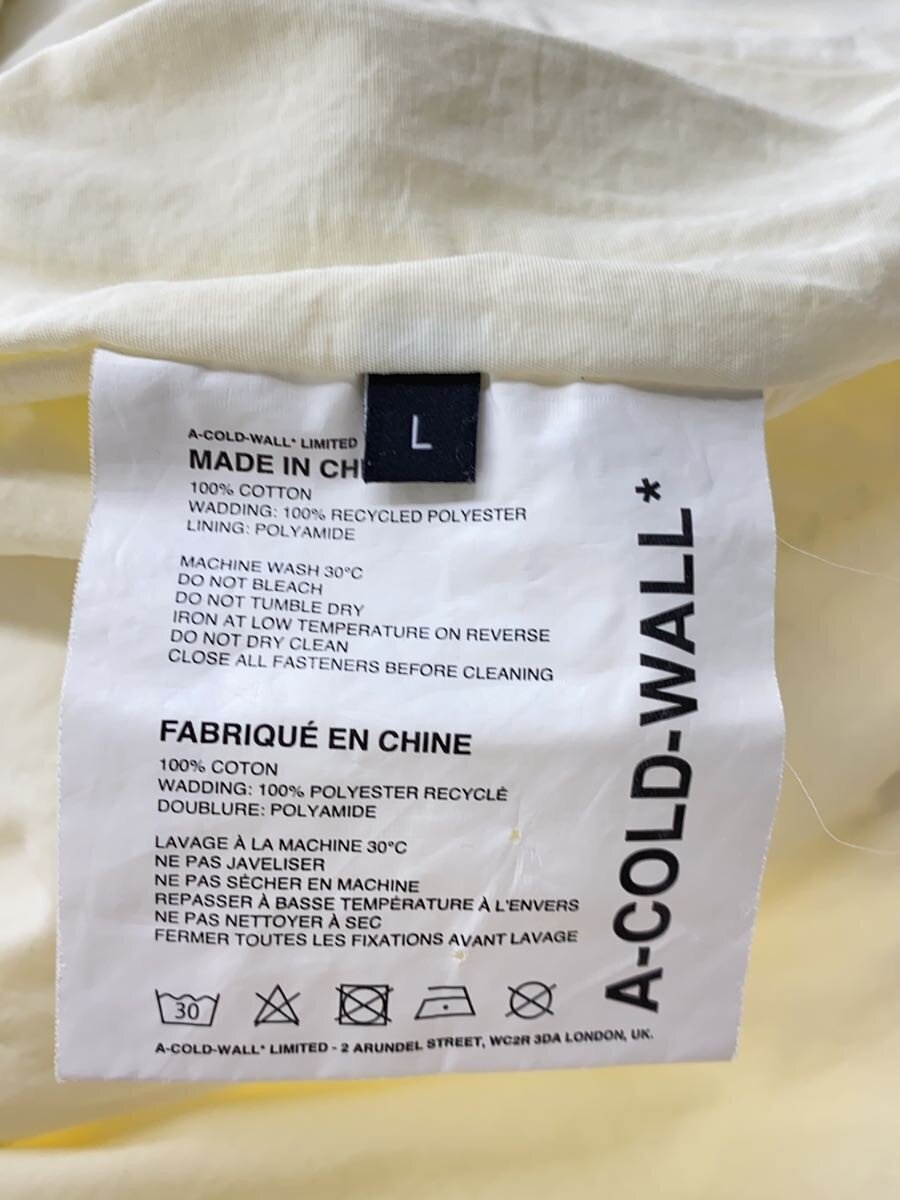 L
A-COLD-WALL* LIMITED
MADE IN
100% COTTON
WADDING: 100% RECYCLED POLYESTER
LINING: POLYAMIDE
MACHINE WASH 30°C
DO NOT BLEACH
DO NOT TUMBLE DRY
IRON AT LOW TEMPERATURE ON REVERSE
DO NOT DRY CLEAN
CLOSE ALL FASTENERS BEFORE CLEANING
FABRIQUÉ EN CHINE
100% COTON
WADDING: 100% POLYESTER RECYCLÉ
DOUBLURE: POLYAMIDE
LAVAGE À LA MACHINE 30°C
NE PAS JAVELISER
NE PAS SÉCHER EN MACHINE
REPASSER À BASSE TEMPÉRATURE À L'ENVERS
NE PAS NETTOYER À SEC
FERMER TOUTES LES FIXATIONS AVANT LAVAGE
30
A-COLD-WALL* LIMITED - 2 ARUNDEL STREET, WC2R 3DA LONDON, UK.
A-COLD-WALL*